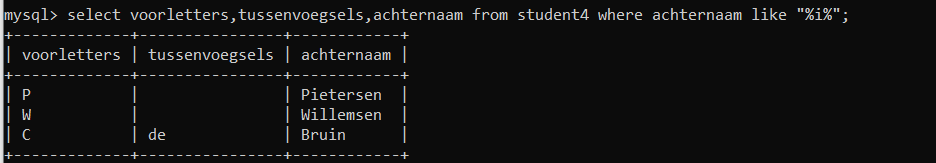 mysql> select voorletters,tussenvoegsels,achternaam from student4 where achternaam like "%i%";
+-------------+----------------+------------+
| voorletters | tussenvoegsels | achternaam |
+-------------+----------------+------------+
| P           |                | Pietersen  |
| W           |                | Willemsen  |
| C           | de             | Bruin      |
+-------------+----------------+------------+